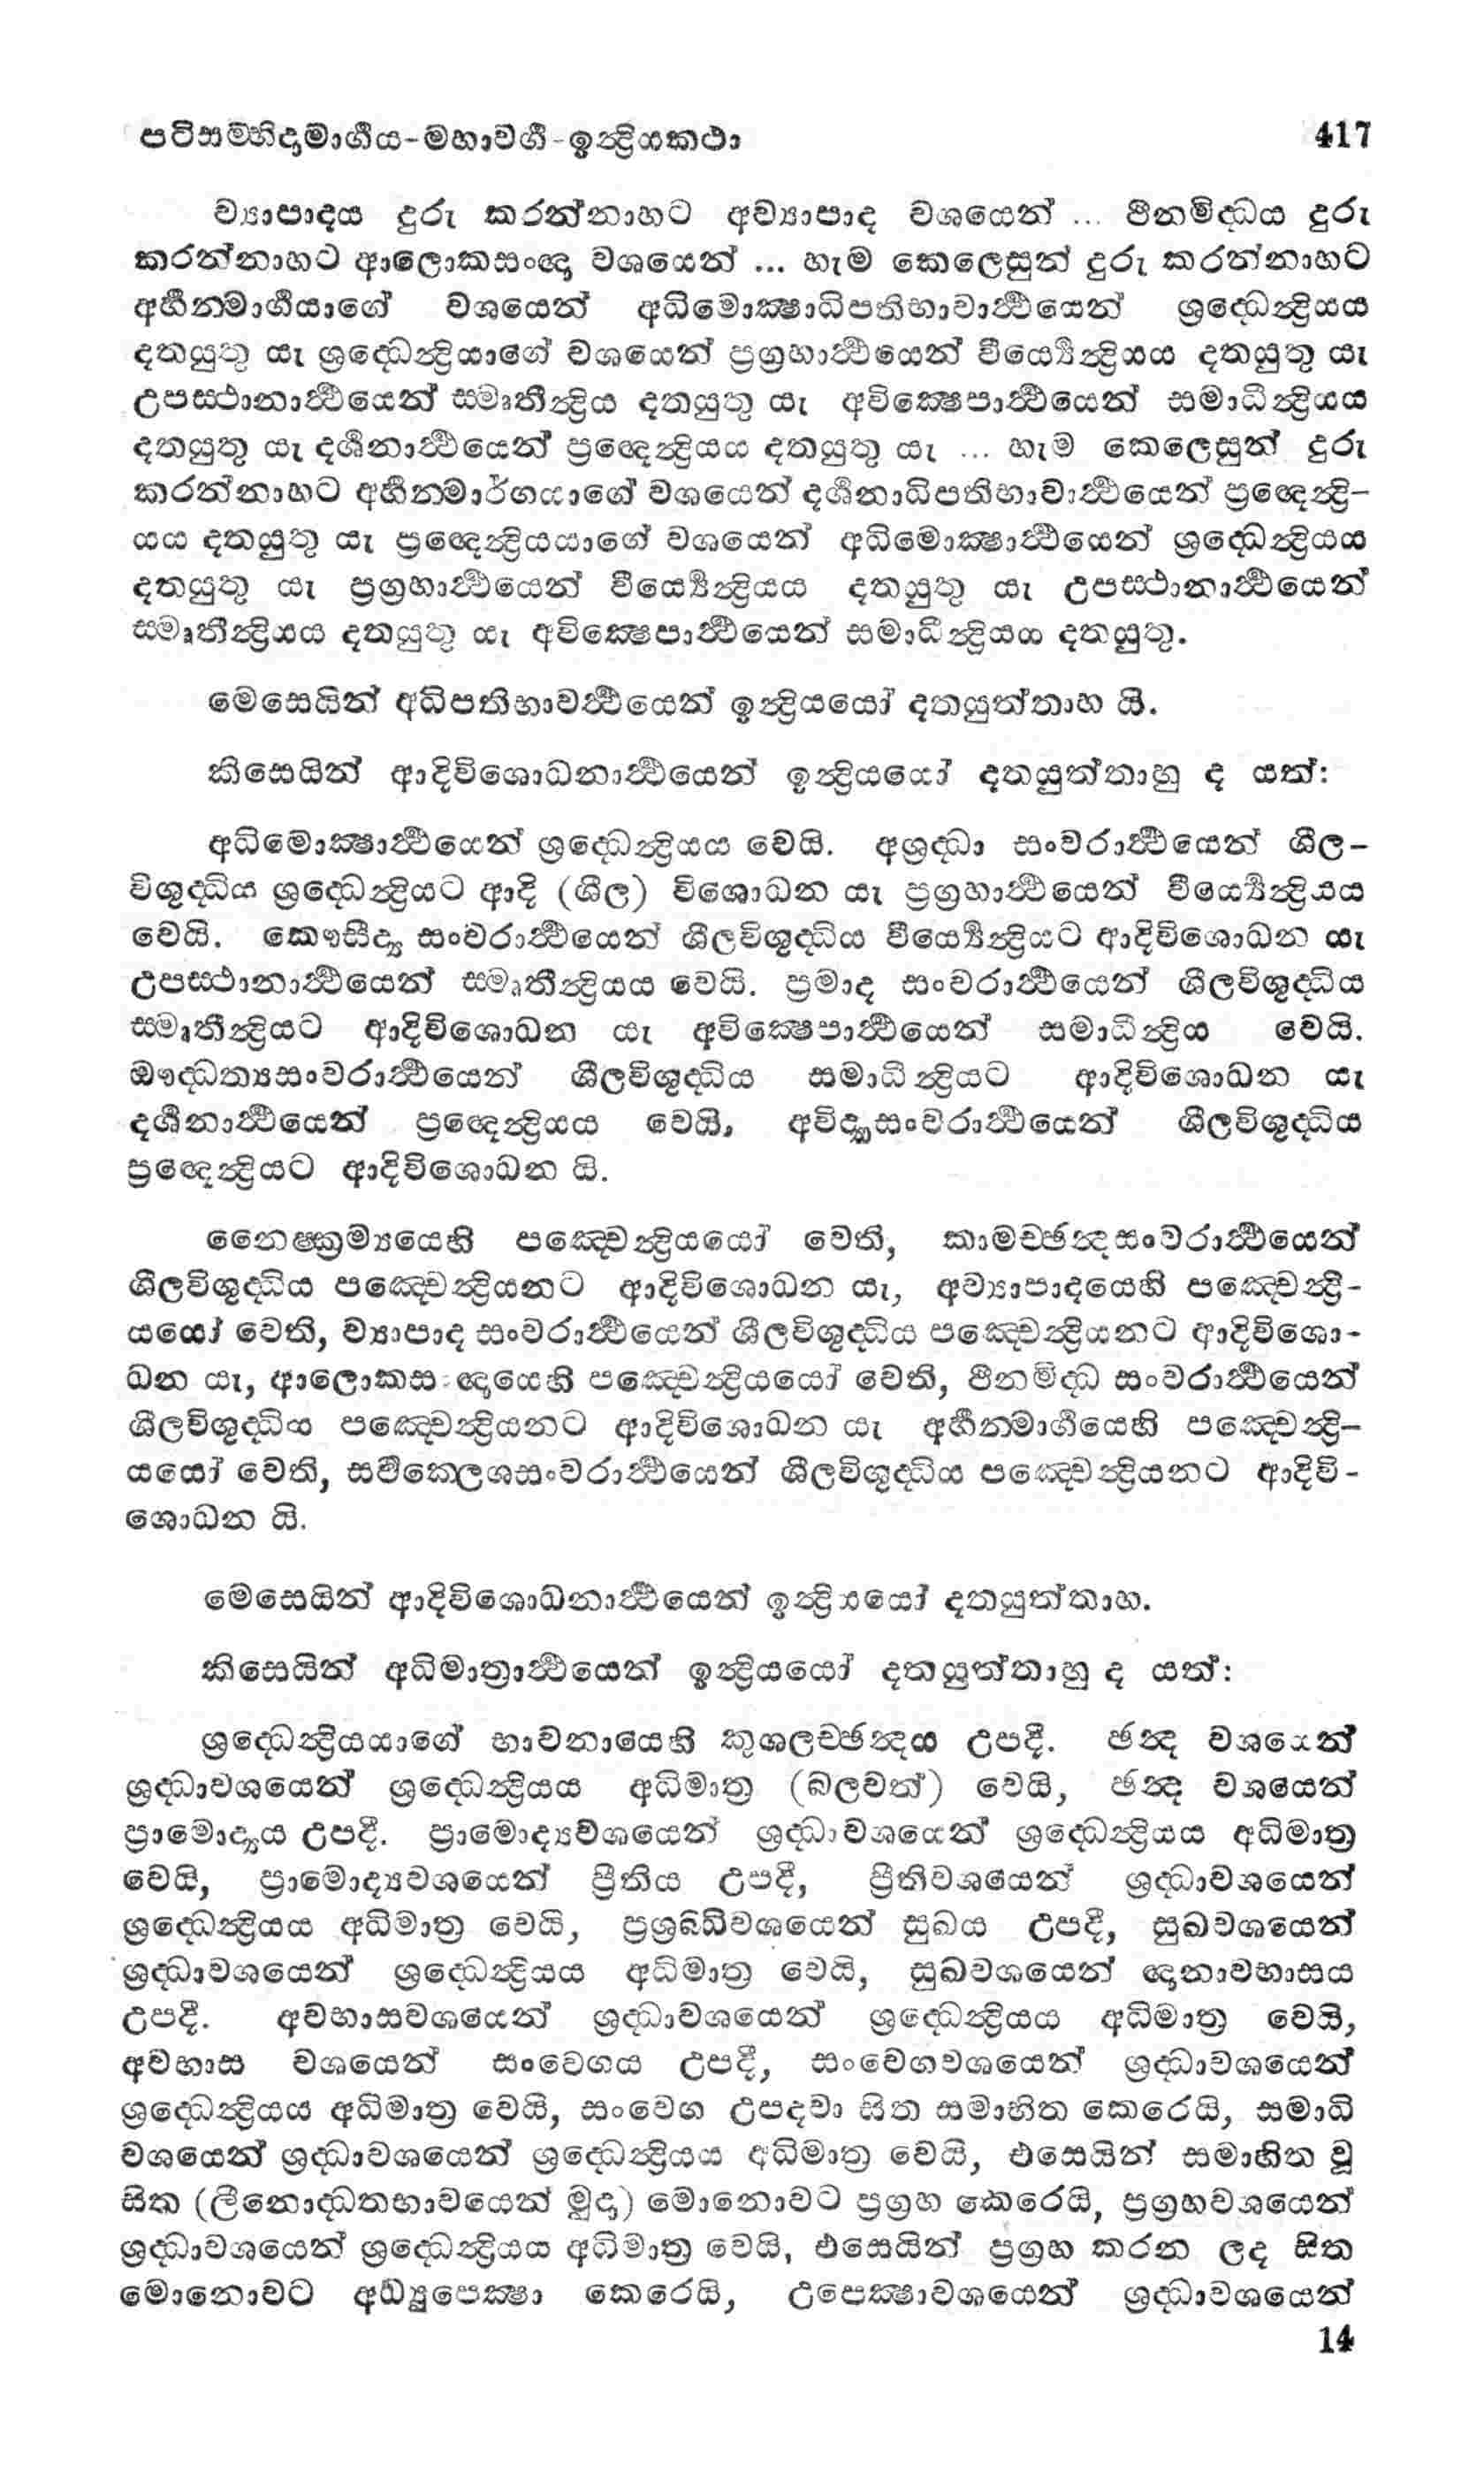 පටිසම්භිදාමාර්‍ගය-මහාවර්‍ග-ඉන්‍ද්‍රියකථා 417
ව්‍යාපාදය දුරු කරන්නාහට අව්‍යාපාද වශයෙන් ... ථිනමිද්‍ධය දුරු
කරන්නාහට ආලොකසංඥා වශයෙන් ... හැම කෙලෙසුන් දුරු කරන්නාහට
අර්‍හත්‍මාර්‍ගයාගේ වශයෙන් අධිමොක්‍ෂාධිපතිභාවාර්‍ත්‍ථයෙන් ශ්‍රද්‍ධෙන්‍ද්‍රියය
දතයුතු යැ ශ්‍රද්‍ධෙන්‍ද්‍රියාගේ වශයෙන් ප්‍රග්‍රහාර්‍ත්‍ථයෙන් වීර්‍ය්‍යෙන්‍ද්‍රියය දතයුතු යැ
උපස්‍ථානාර්‍ත්‍ථයෙන් සමෘතීන්‍ද්‍රිය දතයුතු යැ අවික්‍ෂෙපාර්‍ත්‍ථයෙන් සමාධීන්‍ද්‍රියය
දතයුතු යැ දර්‍ශනාර්‍ත්‍ථයෙන් ප්‍රඥෙන්‍ද්‍රියය දතයුතු යැ ... හැම කෙලෙසුන් දුරු
කරන්නාහට අර්‍හත්‍මාර්ගයාගේ වශයෙන් දර්‍ශනාධිපතිභාවාර්‍ත්‍ථයෙන් ප්‍රඥෙන්‍ද්‍රි-
යය දතයුතු යැ ප්‍රඥෙන්‍ද්‍රියයාගේ වශයෙන් අධිමොක්‍ෂාර්‍ත්‍ථයෙන් ශ්‍රද්‍ධෙන්‍ද්‍රියය
දතයුතු යැ ප්‍රග්‍රහාර්‍ත්‍ථයෙන් වීර්‍ය්‍යෙන්‍ද්‍රියය දතයුතු යැ උපස්‍ථානාර්‍ත්‍ථයෙන්
සමෘතීන්‍ද්‍රියය දතයුතු යැ අවික්‍ෂෙපාර්‍ත්‍ථයෙන් සමාධීන්‍ද්‍රියය දතයුතු.
මෙසෙයින් අධිපතිභාවර්‍ත්‍ථයෙන් ඉන්‍ද්‍රියයෝ දතයුත්තාහ යි.
කිසෙයින් ආදිවිශොධනාර්‍ත්‍ථයෙන් ඉන්‍ද්‍රියයෝ දතයුත්තාහු ද යත්:
අධිමොක්‍ෂාර්‍ත්‍ථයෙන් ශ්‍රද්‍ධෙන්‍ද්‍රියය වෙයි. අශ්‍රද්‍ධා සංවරාර්‍ත්‍ථයෙන් ශීල-
විශුද්‍ධිය ශ්‍රද්‍ධෙන්‍ද්‍රියට ආදි (ශීල) විශොධන යැ ප්‍රග්‍රහාර්‍ත්‍ථයෙන් වීර්‍ය්‍යෙන්‍ද්‍රියය
වෙයි. කෞසීද්‍ය සංවරාර්‍ත්‍ථයෙන් ශීලවිශුද්‍ධිය වීර්‍ය්‍යෙන්‍ද්‍රියට ආදිවිශොධන යැ
උපස්‍ථානාර්‍ත්‍ථයෙන් සමෘතීන්‍ද්‍රියය වෙයි. ප්‍රමාද සංවරාර්‍ත්‍ථයෙන් ශීලවිශුද්‍ධිය
සමෘතීන්‍ද්‍රියට ආදිවිශොධන යැ අවික්‍ෂෙපාර්‍ත්‍ථයෙන් සමාධීන්‍ද්‍රිය වෙයි.
ඖද්‍ධත්‍යසංවරාර්‍ත්‍ථයෙන් ශීලවිශුද්‍ධිය සමාධීන්‍ද්‍රියට ආදිවිශොධන යැ
දර්‍ශනාර්‍ත්‍ථයෙන් ප්‍රඥෙන්‍ද්‍රියය වෙයි, අවිද්‍යාසංවරාර්‍ත්‍ථයෙන් ශීලවිශුද්‍ධිය
ප්‍රඥෙන්‍ද්‍රියට ආදිවිශොධන යි.
නෛෂ්ක්‍රම්‍යයෙහි පඤ්චෙන්‍ද්‍රියයෝ වෙති, කාමච්ඡන්‍දසංවරාර්‍ත්‍ථයෙන්
ශීලවිශුද්‍ධිය පඤ්චෙන්‍ද්‍රියනට ආදිවිශොධන යැ, අව්‍යාපාදයෙහි පඤ්චෙන්‍ද්‍රි-
යයෝ වෙති, ව්‍යාපාද සංවරාර්‍ත්‍ථයෙන් ශීලවිශුද්‍ධිය පඤ්චෙන්‍ද්‍රියනට ආදිවිශො-
ධන යැ, ආලොකසංඥායෙහි පඤ්චෙන්‍ද්‍රියයෝ වෙති, ථිනමිද්‍ධ සංවරාර්‍ත්‍ථයෙන්
ශීලවිශුද්‍ධිය පඤ්චෙන්‍ද්‍රියනට ආදිවිශොධන යැ අර්‍හත්‍මාර්‍ගයෙහි පඤ්චෙන්‍ද්‍රි-
යයෝ වෙති, සර්‍වක්ලෙශසංවරාර්‍ත්‍ථයෙන් ශීලවිශුද්‍ධිය පඤ්චෙන්‍ද්‍රියනට ආදිවි-
ශොධන යි.
මෙසෙයින් ආදිවිශොධනාර්‍ත්‍ථයෙන් ඉන්‍ද්‍රියයෝ දතයුත්තාහ.
කිසෙයින් අධිමාත්‍රාර්‍ත්‍ථයෙන් ඉන්‍ද්‍රියයෝ දතයුත්තාහු ද යත්:
ශ්‍රද්‍ධෙන්‍ද්‍රියයාගේ භාවනායෙහි කුශලච්ඡන්‍දය උපදී. ඡන්‍ද වශයෙන්
ශ්‍රද්‍ධාවශයෙන් ශ්‍රද්‍ධෙන්‍ද්‍රියය අධිමාත්‍ර (බලවත්) වෙයි, ඡන්‍ද වශයෙන්
ප්‍රාමොද්‍යය උපදී. ප්‍රාමොද්‍යවශයෙන් ශ්‍රද්‍ධාවශයෙන් ශ්‍රද්‍ධෙන්‍ද්‍රියය අධිමාත්‍ර
වෙයි, ප්‍රාමොද්‍යවශයෙන් ප්‍රීතිය උපදී, ප්‍රීතිවශයෙන් ශ්‍රද්‍ධාවශයෙන්
ශ්‍රද්‍ධෙන්‍ද්‍රියය අධිමාත්‍ර වෙයි, ප්‍රශ්‍රබ්ධිවශයෙන් සුඛය උපදී, සුඛවශයෙන්
ශ්‍රද්‍ධාවශයෙන් ශ්‍රද්‍ධෙන්‍ද්‍රියය අධිමාත්‍ර වෙයි, සුඛවශයෙන් ඥානාවභාසය
උපදී. අවභාසවශයෙන් ශ්‍රද්‍ධාවශයෙන් ශ්‍රද්‍ධෙන්‍ද්‍රියය අධිමාත්‍ර වෙයි,
අවභාස වශයෙන් සංවෙගය උපදී, සංවෙගවශයෙන් ශ්‍රද්‍ධාවශයෙන්
ශ්‍රද්‍ධෙන්‍ද්‍රියය අධිමාත්‍ර වෙයි, සංවෙග උපදවා සිත සමාහිත කෙරෙයි, සමාධි
වශයෙන් ශ්‍රද්‍ධාවශයෙන් ශ්‍රද්‍ධෙන්‍ද්‍රියය අධිමාත්‍ර වෙයි, එසෙයින් සමාහිත වූ
සිත (ලීනොද්‍ධතභාවයෙන් මුදා) මොනොවට ප්‍රග්‍රහ කෙරෙයි, ප්‍රග්‍රහවශයෙන්
ශ්‍රද්‍ධාවශයෙන් ශ්‍රද්‍ධෙන්‍ද්‍රියය අධිමාත්‍ර වෙයි, එසෙයින් ප්‍රග්‍රහ කරන ලද සිත
මොනොවට අධ්‍යුපෙක්‍ෂා කෙරෙයි, උපෙක්‍ෂාවශයෙන් ශ්‍රද්‍ධාවශයෙන්
14